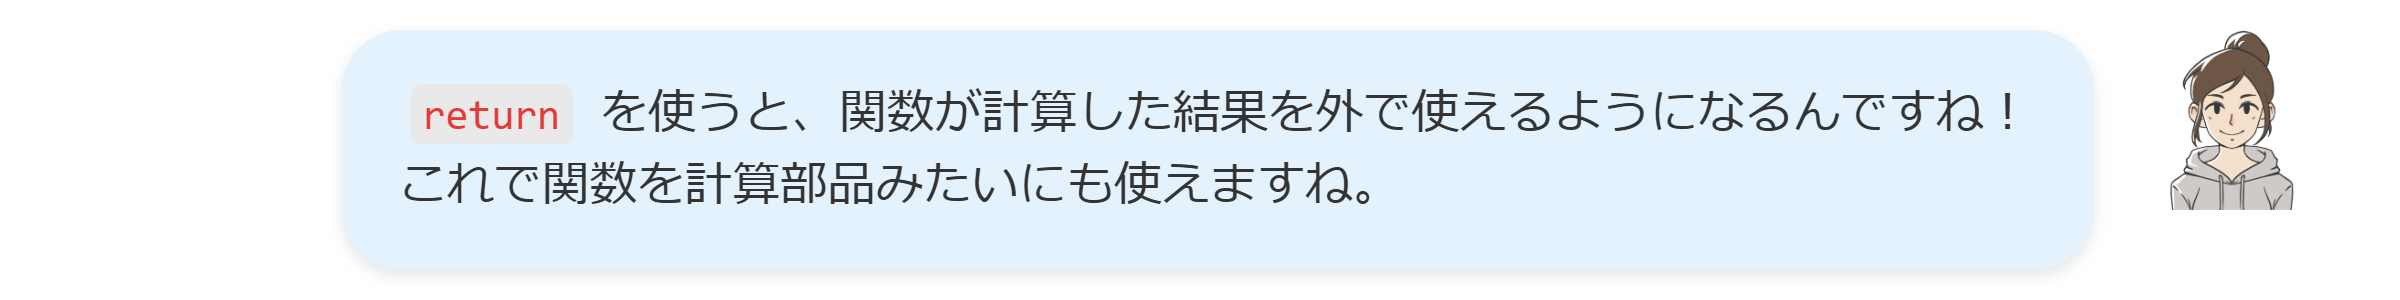 return を使うと、関数が計算した結果を外で使えるようになるんですね！
これで関数を計算部品みたいにも使えますね。